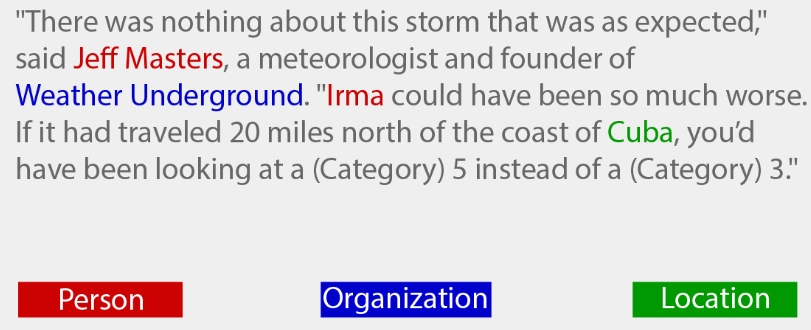 "There was nothing about this storm that was as expected,"
said Jeff Masters, a meteorologist and founder of
Weather Underground. "Irma could have been so much worse.
If it had traveled 20 miles north of the coast of Cuba, you’d
have been looking at a (Category) 5 instead of a (Category) 3."
Person Organization Location